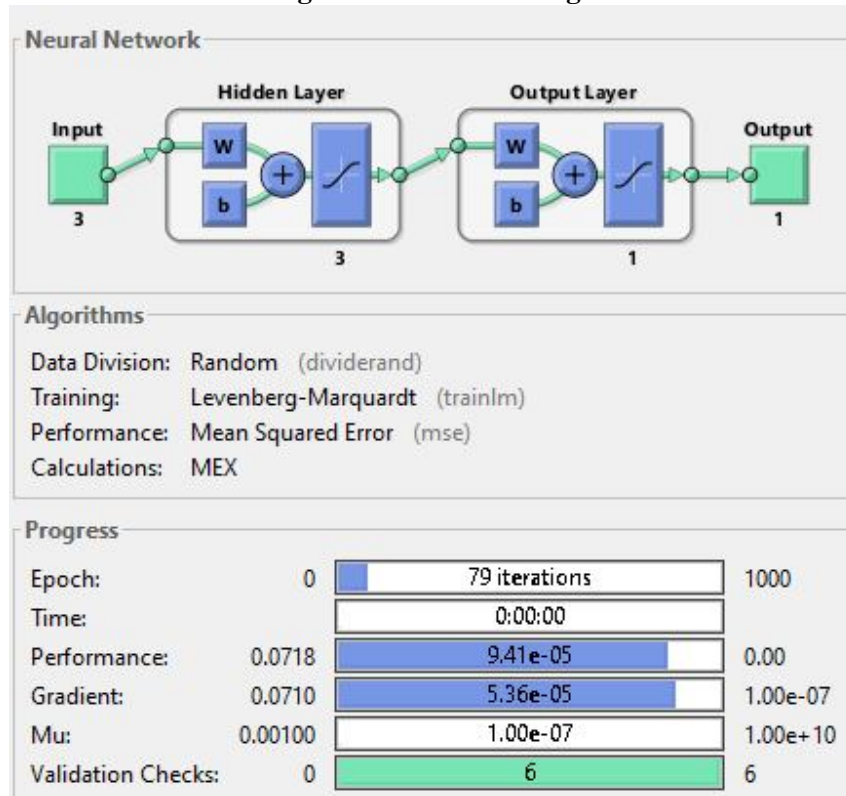 Neural Network
Hidden Layer Output Layer
Input Output
W W
+ +
b b
3 1
3 1
Algorithms
Data Division: Random (dividerand)
Training: Levenberg-Marquardt (trainlm)
Performance: Mean Squared Error (mse)
Calculations: MEX
Progress
Epoch: 0 79 iterations 1000
Time: 0:00:00
Performance: 0.0718 9.41e-05 0.00
Gradient: 0.0710 5.36e-05 1.00e-07
Mu: 0.00100 1.00e-07 1.00e+10
Validation Checks: 0 6 6